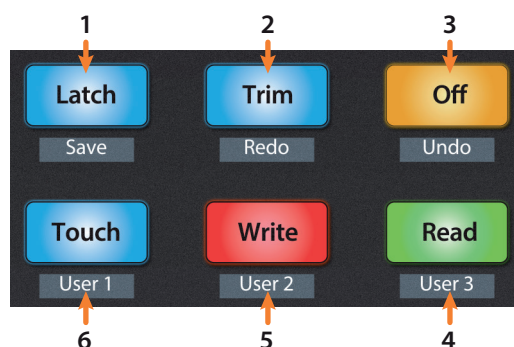 1 2 3
Latch Trim Off
Save Redo Undo
Touch Write Read
User 1 User 2 User 3
6 5 4